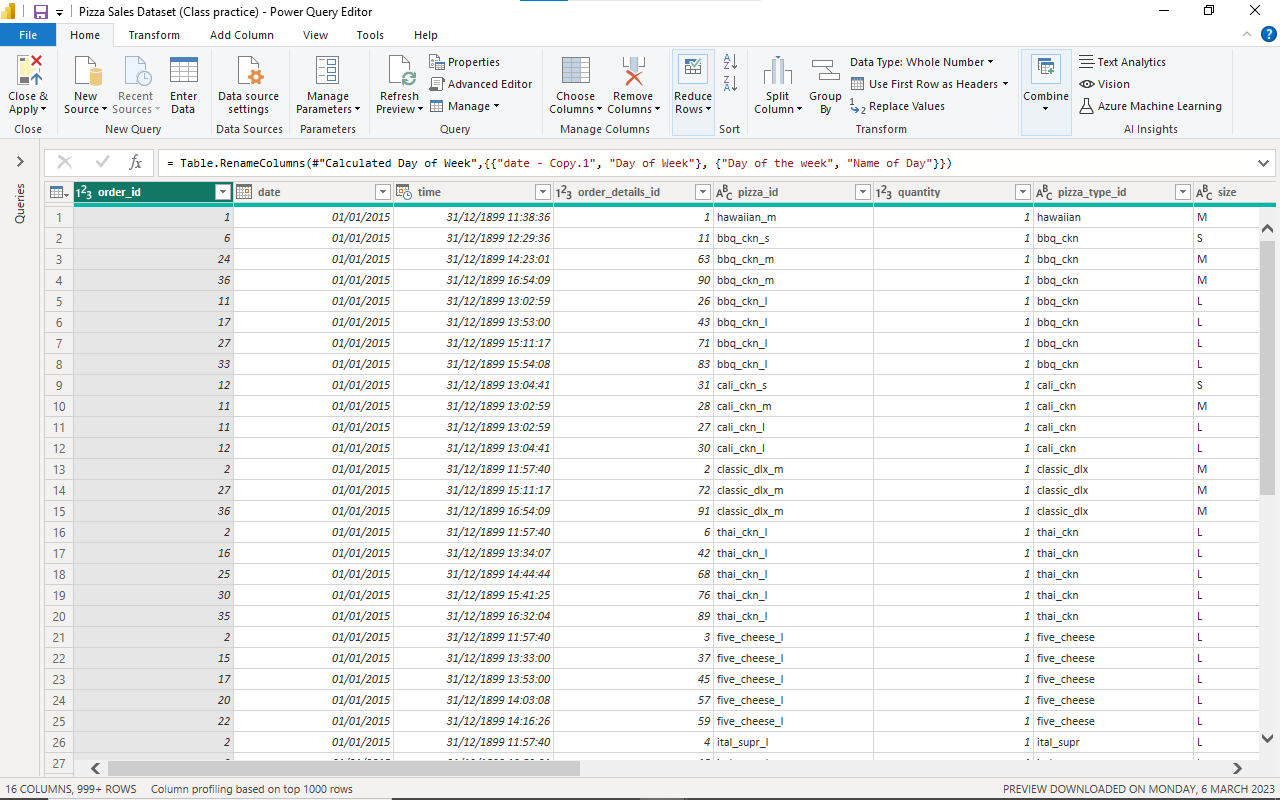 Pizza Sales Dataset (Class practice) - Power Query Editor
File Home Transform Add Column View Tools Help
Close & Apply
Close
New Source
Recent Sources
Enter Data
New Query
Data source settings
Data Sources
Manage Parameters
Parameters
Refresh Preview
Properties
Advanced Editor
Manage
Query
Choose Columns
Remove Columns
Manage Columns
Reduce Rows
Sort
Split Column
Group By
Data Type: Whole Number
Use First Row as Headers
Replace Values
Transform
Combine
Text Analytics
Vision
Azure Machine Learning
AI Insights
Queries
fx = Table.RenameColumns(#"Calculated Day of Week",{{"date - Copy.1", "Day of Week"}, {"Day of the week", "Name of Day"}})
123 order_id date time 123 order_details_id ABC pizza_id 123 quantity ABC pizza_type_id ABC size
1 1 01/01/2015 31/12/1899 11:38:36 1 hawaiian_m 1 hawaiian M
2 6 01/01/2015 31/12/1899 12:29:36 11 bbq_ckn_s 1 bbq_ckn S
3 24 01/01/2015 31/12/1899 14:23:01 63 bbq_ckn_m 1 bbq_ckn M
4 36 01/01/2015 31/12/1899 16:54:09 90 bbq_ckn_m 1 bbq_ckn M
5 11 01/01/2015 31/12/1899 13:02:59 26 bbq_ckn_l 1 bbq_ckn L
6 17 01/01/2015 31/12/1899 13:53:00 43 bbq_ckn_l 1 bbq_ckn L
7 27 01/01/2015 31/12/1899 15:11:17 71 bbq_ckn_l 1 bbq_ckn L
8 33 01/01/2015 31/12/1899 15:54:08 83 bbq_ckn_l 1 bbq_ckn L
9 12 01/01/2015 31/12/1899 13:04:41 31 cali_ckn_s 1 cali_ckn S
10 11 01/01/2015 31/12/1899 13:02:59 28 cali_ckn_m 1 cali_ckn M
11 11 01/01/2015 31/12/1899 13:02:59 27 cali_ckn_l 1 cali_ckn L
12 12 01/01/2015 31/12/1899 13:04:41 30 cali_ckn_l 1 cali_ckn L
13 2 01/01/2015 31/12/1899 11:57:40 2 classic_dlx_m 1 classic_dlx M
14 27 01/01/2015 31/12/1899 15:11:17 72 classic_dlx_m 1 classic_dlx M
15 36 01/01/2015 31/12/1899 16:54:09 91 classic_dlx_m 1 classic_dlx M
16 2 01/01/2015 31/12/1899 11:57:40 6 thai_ckn_l 1 thai_ckn L
17 16 01/01/2015 31/12/1899 13:34:07 42 thai_ckn_l 1 thai_ckn L
18 25 01/01/2015 31/12/1899 14:44:44 68 thai_ckn_l 1 thai_ckn L
19 30 01/01/2015 31/12/1899 15:41:25 76 thai_ckn_l 1 thai_ckn L
20 35 01/01/2015 31/12/1899 16:32:04 89 thai_ckn_l 1 thai_ckn L
21 2 01/01/2015 31/12/1899 11:57:40 3 five_cheese_l 1 five_cheese L
22 15 01/01/2015 31/12/1899 13:33:00 37 five_cheese_l 1 five_cheese L
23 17 01/01/2015 31/12/1899 13:53:00 45 five_cheese_l 1 five_cheese L
24 20 01/01/2015 31/12/1899 14:03:08 57 five_cheese_l 1 five_cheese L
25 22 01/01/2015 31/12/1899 14:16:26 59 five_cheese_l 1 five_cheese L
26 2 01/01/2015 31/12/1899 11:57:40 4 ital_supr_l 1 ital_supr L
27
16 COLUMNS, 999+ ROWS Column profiling based on top 1000 rows PREVIEW DOWNLOADED ON MONDAY, 6 MARCH 2023